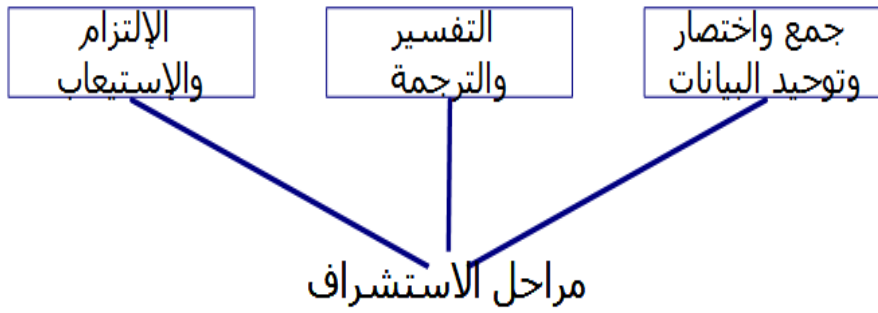 جمع واختصار
وتوحيد البيانات
التفسير
والترجمة
الإلتزام
والإستيعاب
مراحل الاستشراف